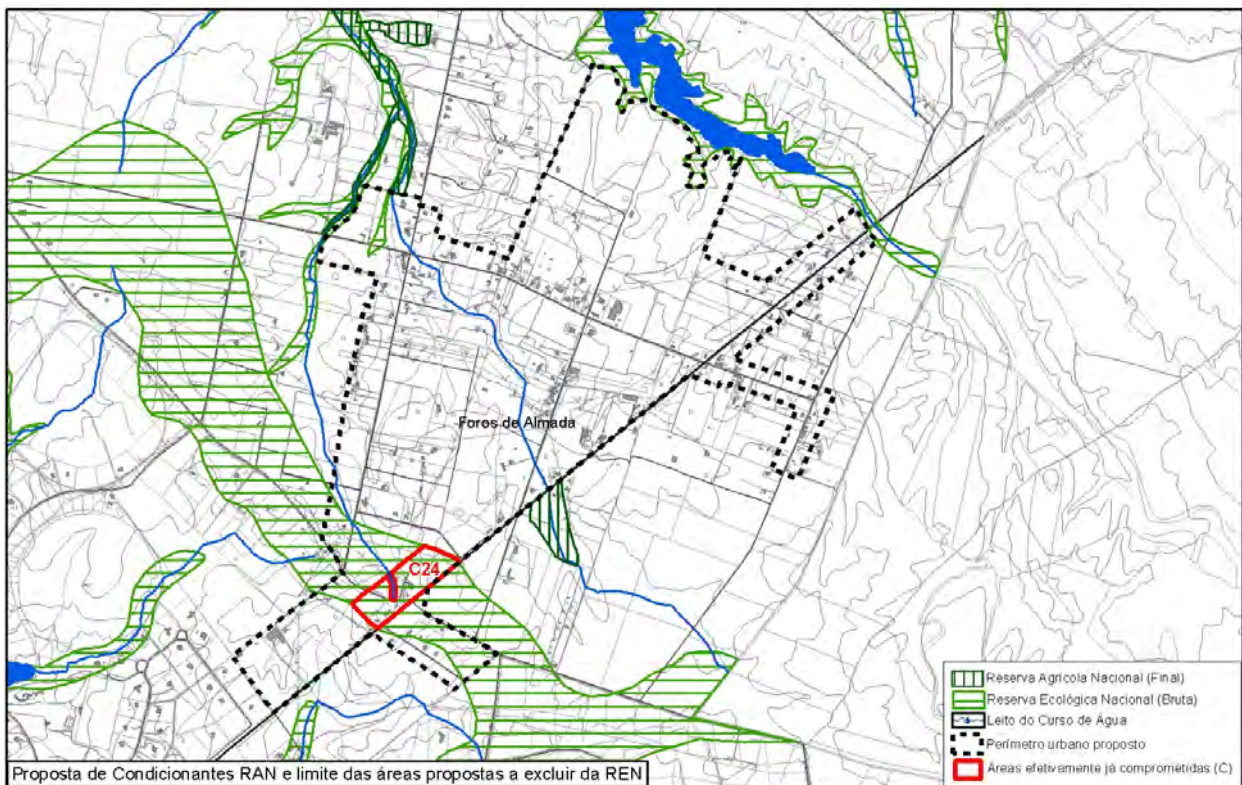 Foros de Almada
C24
Reserva Agrícola Nacional (Final)
Reserva Ecológica Nacional (Bruta)
Leito do Curso de Água
Perímetro urbano proposto
Áreas efetivamente já comprometidas (C)
Proposta de Condicionantes RAN e limite das áreas propostas a excluir da REN